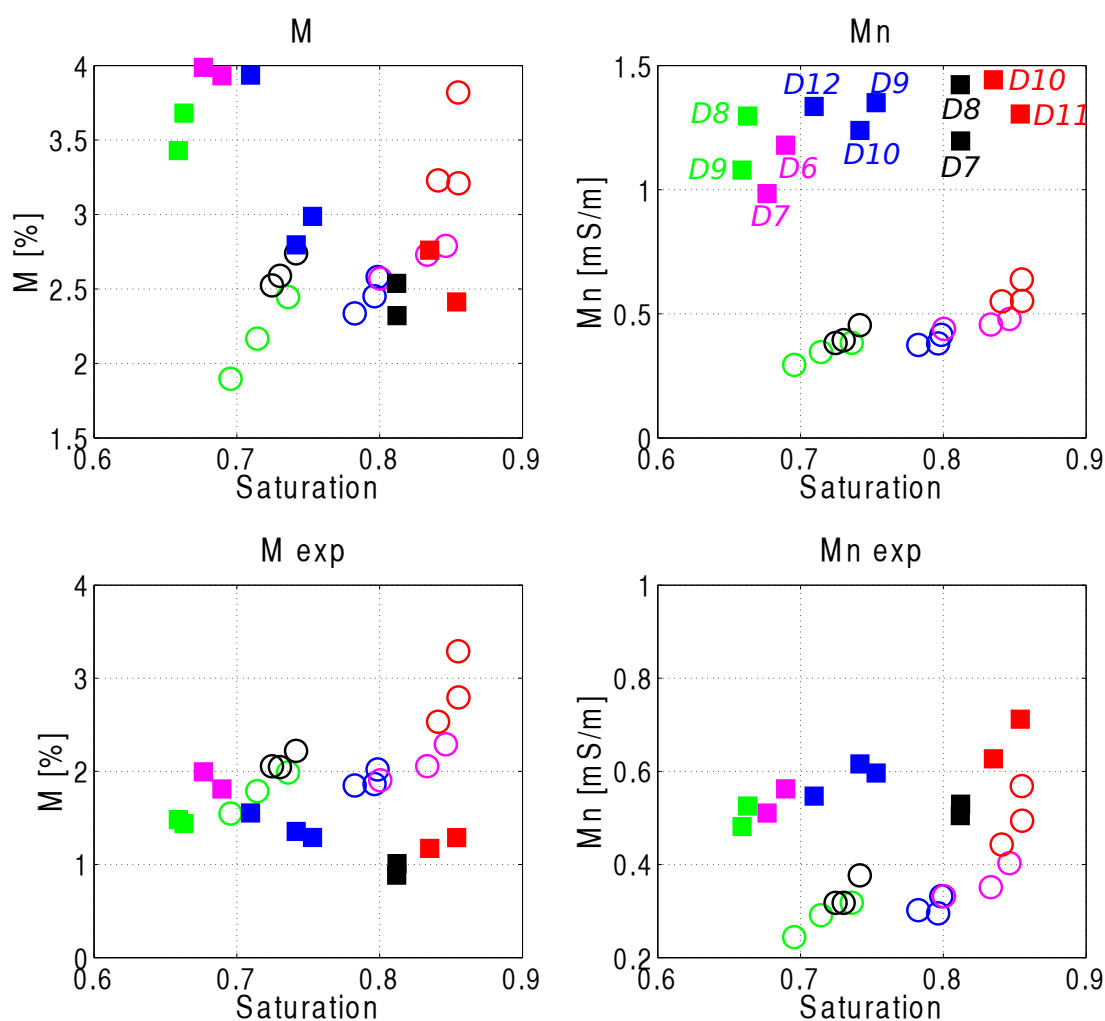 M
4
3.5
3
2.5
2
1.5
M [%]
0.6 0.7 0.8 0.9
Saturation
Mn
1.5
1
0.5
0
Mn [mS/m]
D8
D9
D12
D9
D6
D10
D7
D8
D7
D10
D11
0.6 0.7 0.8 0.9
Saturation
M exp
4
3
2
1
0
M [%]
0.6 0.7 0.8 0.9
Saturation
Mn exp
1
0.8
0.6
0.4
0.2
Mn [mS/m]
0.6 0.7 0.8 0.9
Saturation